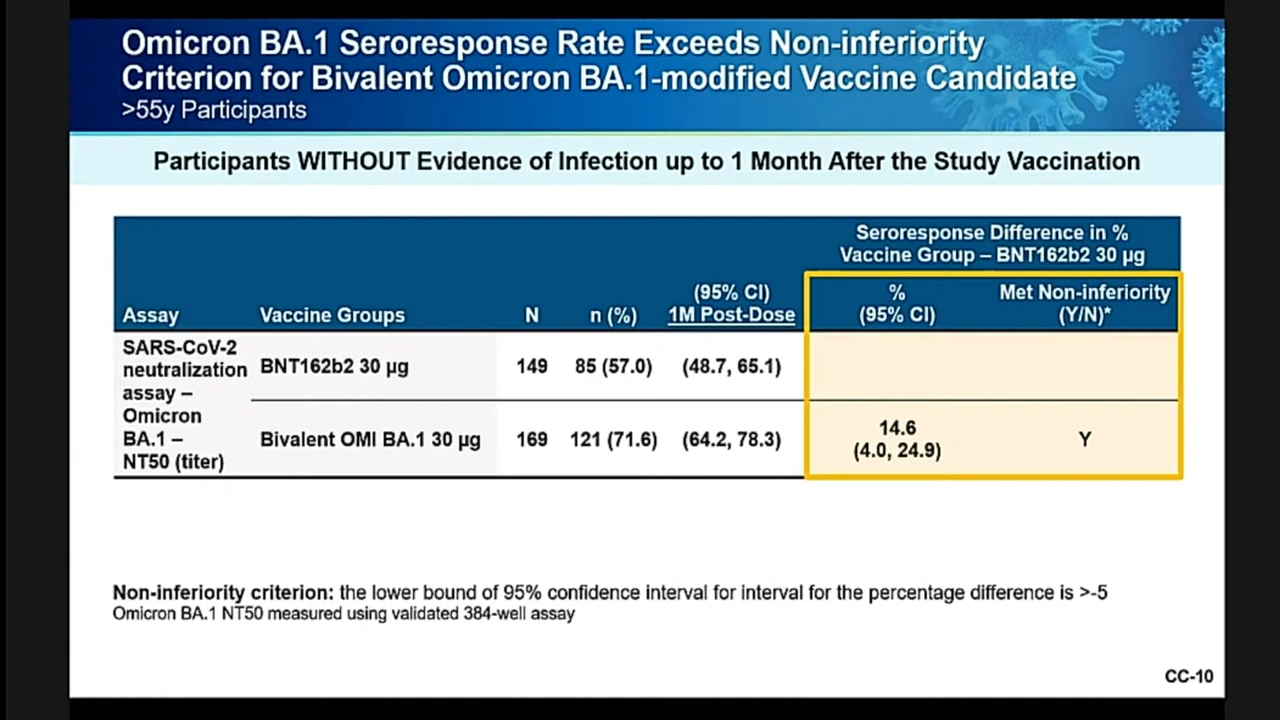 Omicron BA.1 Seroresponse Rate Exceeds Non-inferiority
Criterion for Bivalent Omicron BA.1-modified Vaccine Candidate
>55y Participants
Participants WITHOUT Evidence of Infection up to 1 Month After the Study Vaccination
Seroresponse Difference in %
Vaccine Group – BNT162b2 30 µg
Assay
Vaccine Groups
N
n (%)
(95% CI)
1M Post-Dose
%
(95% CI)
Met Non-inferiority
(Y/N)*
SARS-CoV-2
neutralization
assay –
Omicron
BA.1 –
NT50 (titer)
BNT162b2 30 µg
149
85 (57.0)
(48.7, 65.1)
Bivalent OMI BA.1 30 µg
169
121 (71.6)
(64.2, 78.3)
14.6
(4.0, 24.9)
Y
Non-inferiority criterion: the lower bound of 95% confidence interval for interval for the percentage difference is >-5
Omicron BA.1 NT50 measured using validated 384-well assay
CC-10